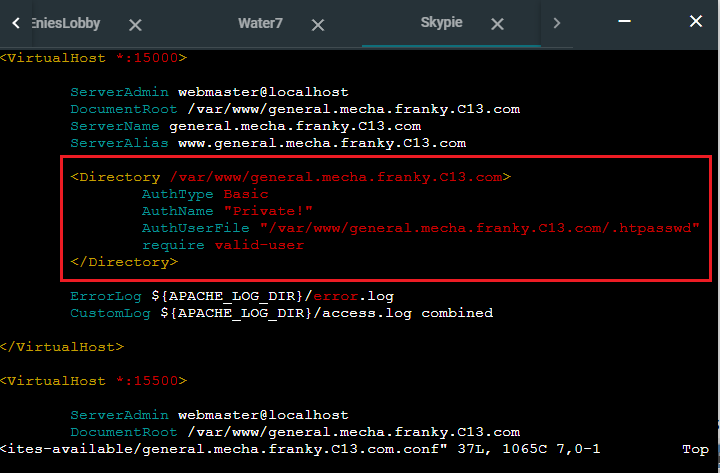 EniesLobby Water7 Skypie
<VirtualHost *:15000>
ServerAdmin webmaster@localhost
DocumentRoot /var/www/general.mecha.franky.C13.com
ServerName general.mecha.franky.C13.com
ServerAlias www.general.mecha.franky.C13.com
<Directory /var/www/general.mecha.franky.C13.com>
AuthType Basic
AuthName "Private!"
AuthUserFile "/var/www/general.mecha.franky.C13.com/.htpasswd"
require valid-user
</Directory>
ErrorLog ${APACHE_LOG_DIR}/error.log
CustomLog ${APACHE_LOG_DIR}/access.log combined
</VirtualHost>
<VirtualHost *:15500>
ServerAdmin webmaster@localhost
DocumentRoot /var/www/general.mecha.franky.C13.com
<ites-available/general.mecha.franky.C13.com.conf" 37L, 1065C 7,0-1 Top